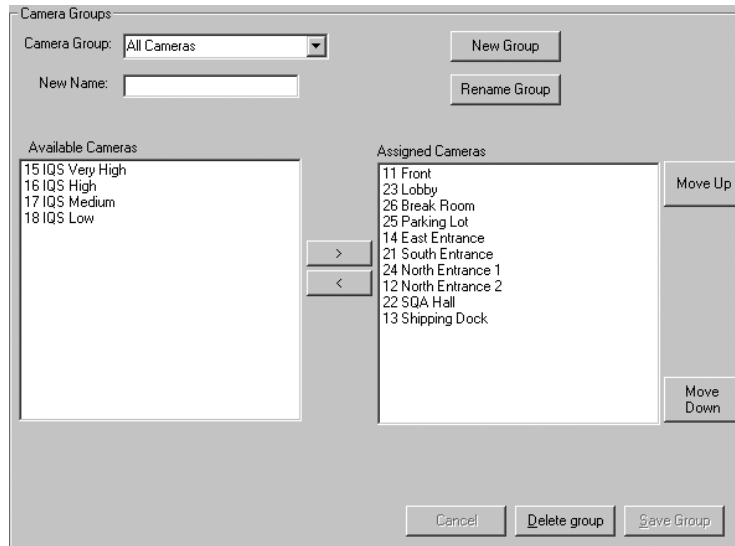 Camera Groups
Camera Group: All Cameras
New Group
New Name:
Rename Group
Available Cameras
15 IQS Very High
16 IQS High
17 IQS Medium
18 IQS Low
>
<
Assigned Cameras
11 Front
23 Lobby
26 Break Room
25 Parking Lot
14 East Entrance
21 South Entrance
24 North Entrance 1
12 North Entrance 2
22 SQA Hall
13 Shipping Dock
Move Up
Move
Down
Cancel
Delete group
Save Group